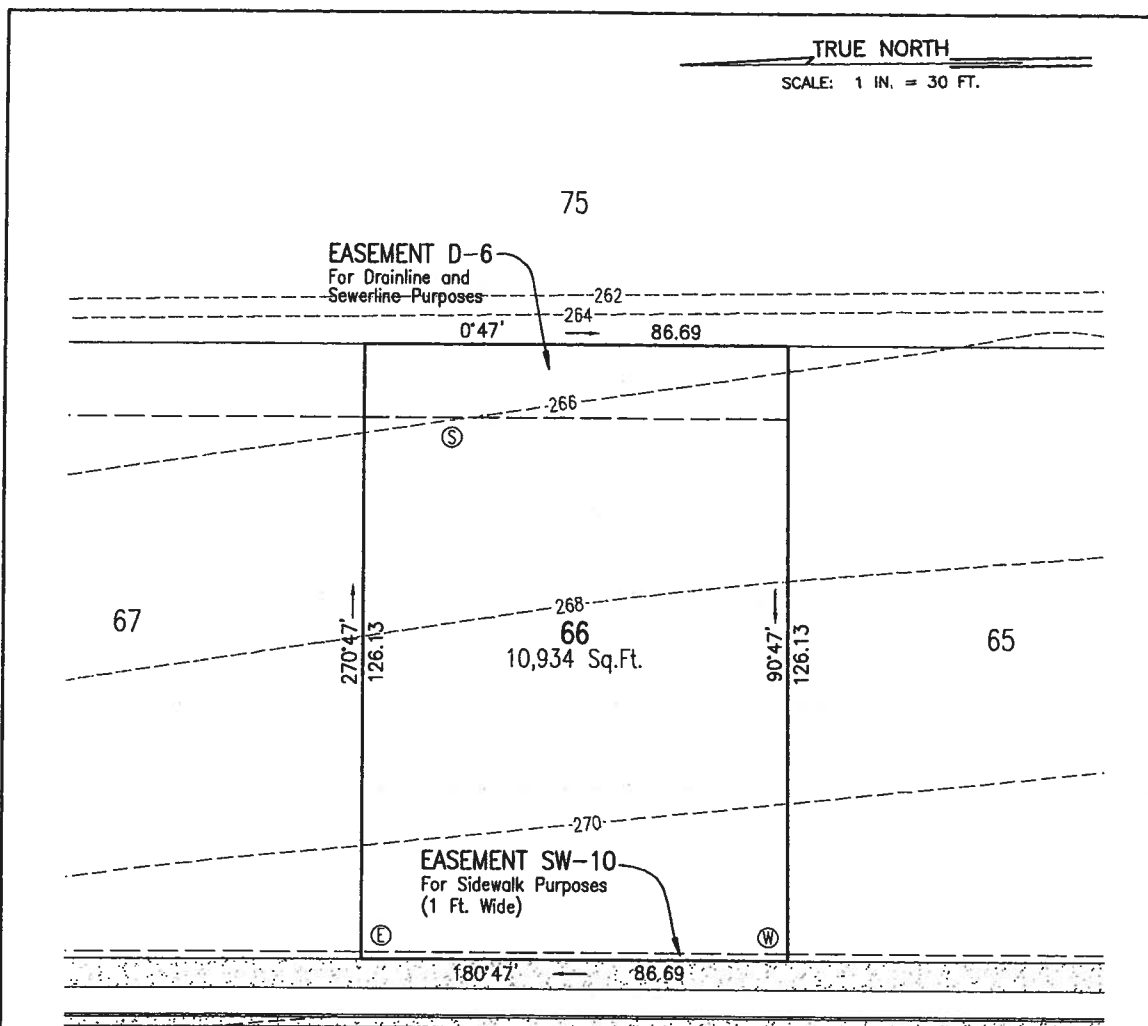 TRUE NORTH
SCALE: 1 IN. = 30 FT.
75
EASEMENT D-6
For Drainline and
Sewerline Purposes
262
264
0°47'
86.69
266
S
67
270°47'
126.13
268
66
10,934 Sq.Ft.
90°47'
126.13
65
270
EASEMENT SW-10
For Sidewalk Purposes
(1 Ft. Wide)
E
W
180°47'
86.69